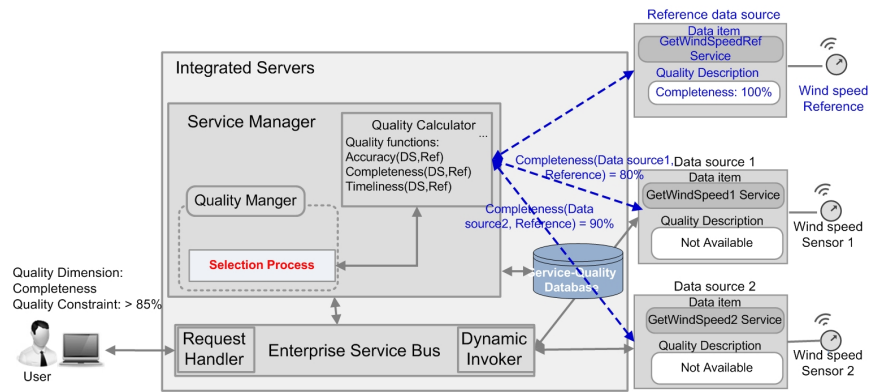 Reference data source
Data item
GetWindSpeedRef
Service
Quality Description
Completeness: 100%
Wind speed
Reference
Integrated Servers
Service Manager
Quality Calculator
...
Quality functions:
Accuracy(DS,Ref)
Completeness(DS,Ref)
Timeliness(DS,Ref)
Quality Manger
Selection Process
Completeness(Data source1,
Reference) = 80%
Completeness(Data
source2, Reference) = 90%
Data source 1
Data item
GetWindSpeed1 Service
Quality Description
Not Available
Wind speed
Sensor 1
Service-Quality
Database
Quality Dimension:
Completeness
Quality Constraint: > 85%
User
Request
Handler
Enterprise Service Bus
Dynamic
Invoker
Data source 2
Data item
GetWindSpeed2 Service
Quality Description
Not Available
Wind speed
Sensor 2